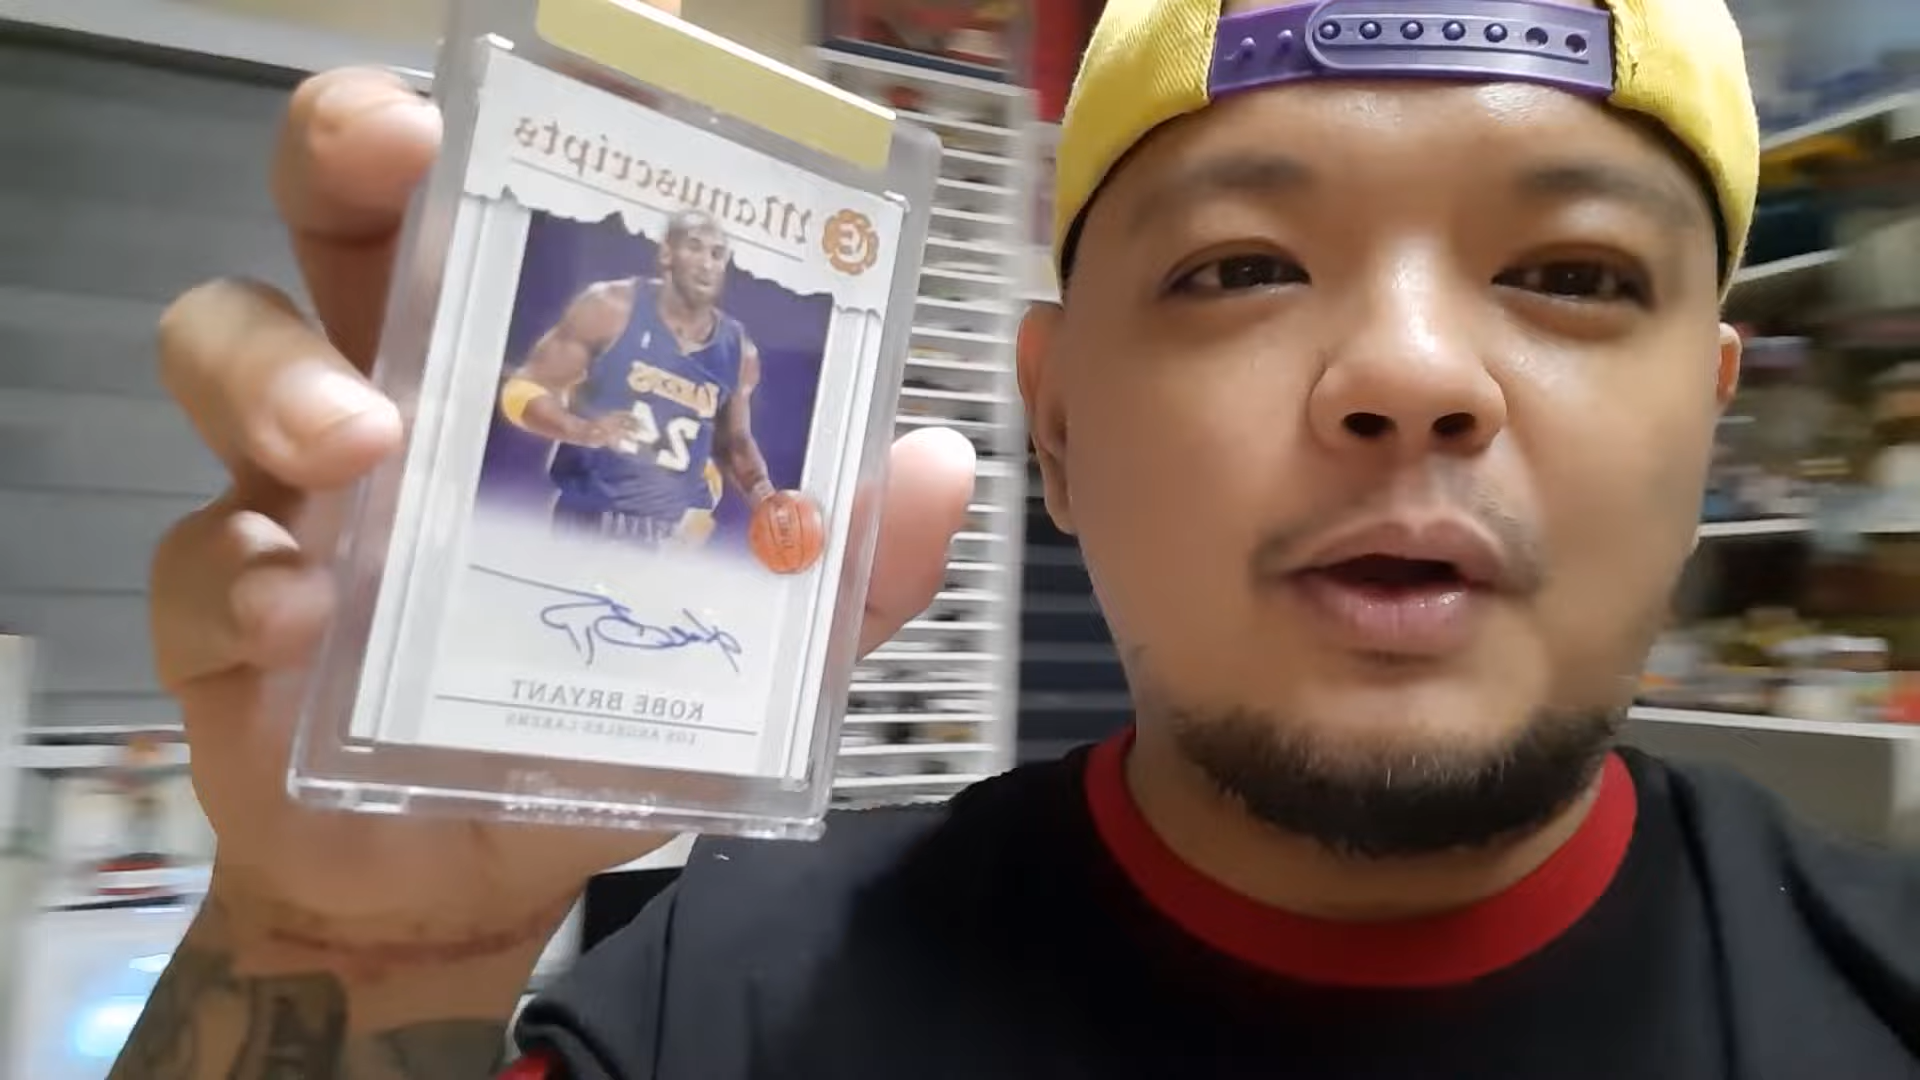 Manuscripts
LAKERS
24
KOBE BRYANT
LOS ANGELES LAKERS